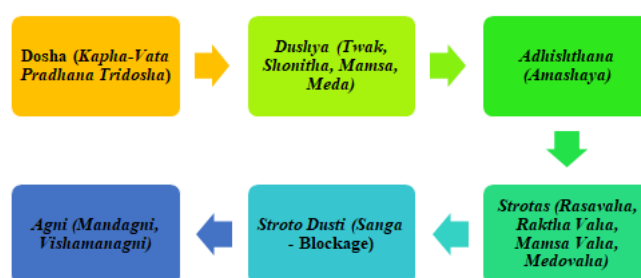 Dosha (Kapha-Vata
Pradhana Tridosha)
Dushya (Twak,
Shonitha, Mamsa,
Meda)
Adhishthana
(Amashaya)
Strotas (Rasavaha,
Raktha Vaha,
Mamsa Vaha,
Medovaha)
Stroto Dusti (Sanga
- Blockage)
Agni (Mandagni,
Vishamanagni)